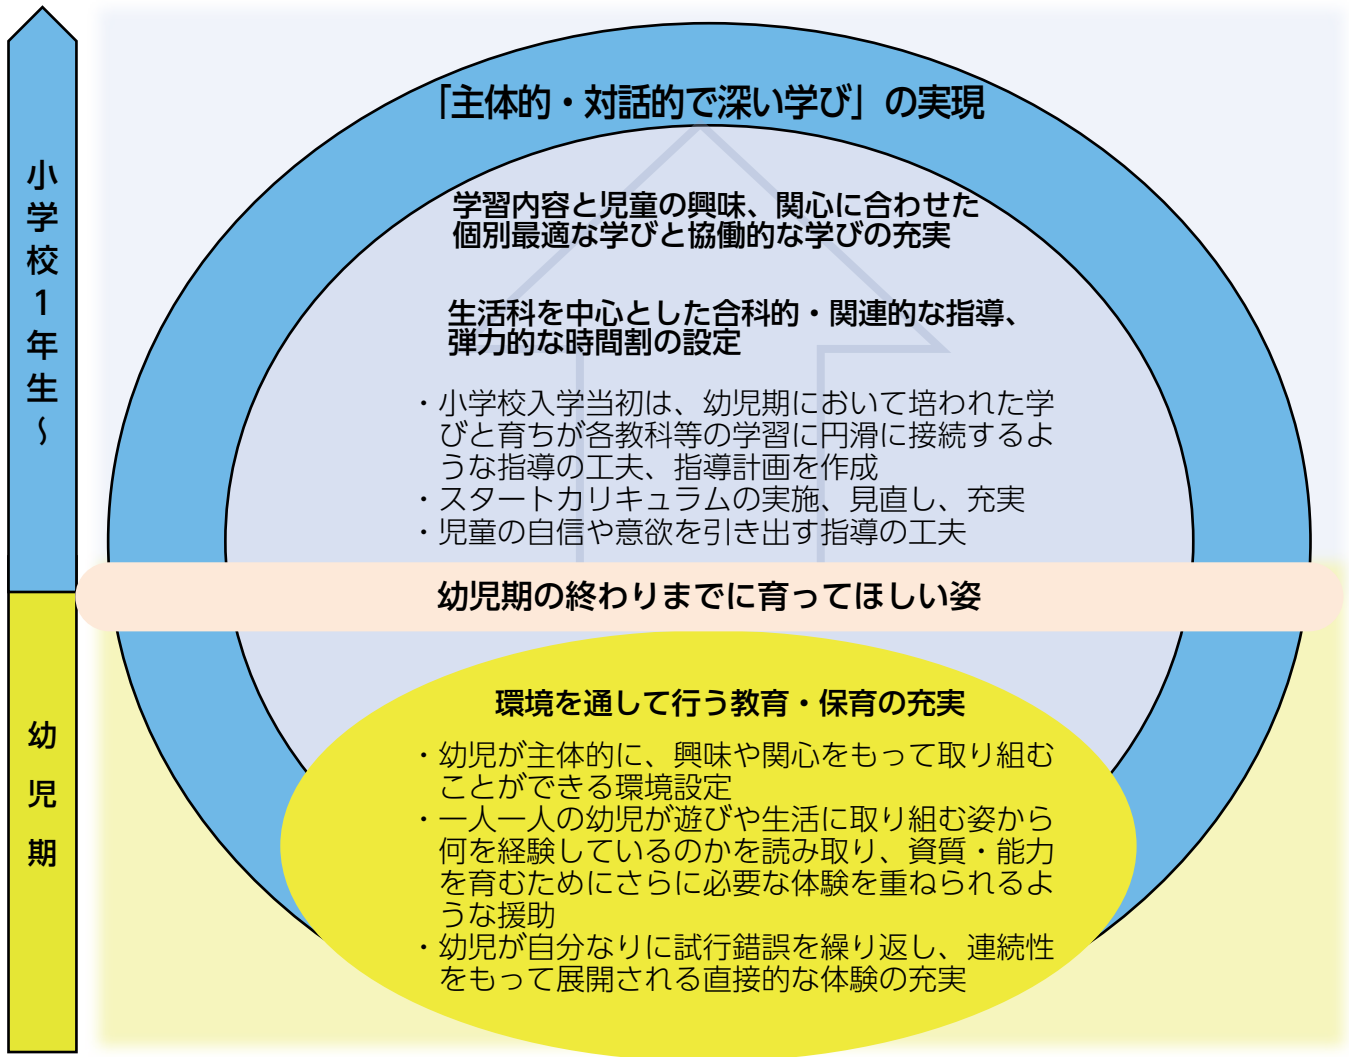 「主体的・対話的で深い学び」の実現
学習内容と児童の興味、関心に合わせた
個別最適な学びと協働的な学びの充実
生活科を中心とした合科的・関連的な指導、
弾力的な時間割の設定
・小学校入学当初は、幼児期において培われた学
びと育ちが各教科等の学習に円滑に接続するよ
うな指導の工夫、指導計画を作成
・スタートカリキュラムの実施、見直し、充実
・児童の自信や意欲を引き出す指導の工夫
小学校1年生~
幼児期の終わりまでに育ってほしい姿
環境を通して行う教育・保育の充実
・幼児が主体的に、興味や関心をもって取り組む
ことができる環境設定
・一人一人の幼児が遊びや生活に取り組む姿から
何を経験しているのかを読み取り、資質・能力
を育むためにさらに必要な体験を重ねられるよ
うな援助
・幼児が自分なりに試行錯誤を繰り返し、連続性
をもって展開される直接的な体験の充実
幼児期